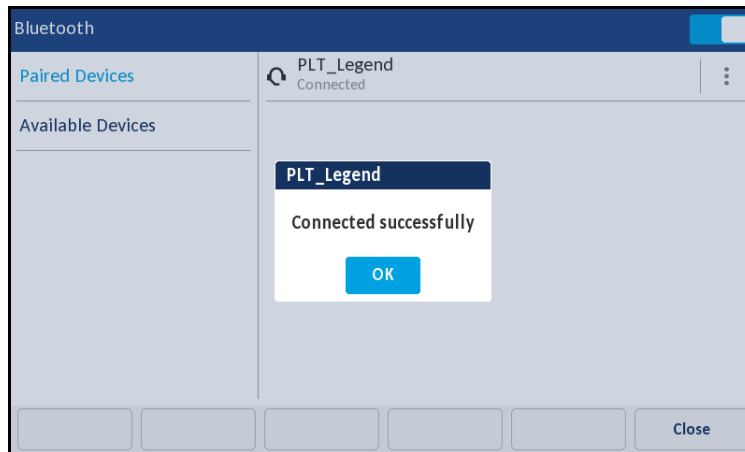 Bluetooth
Paired Devices
PLT_Legend
Connected
Available Devices
PLT_Legend
Connected successfully
OK
Close